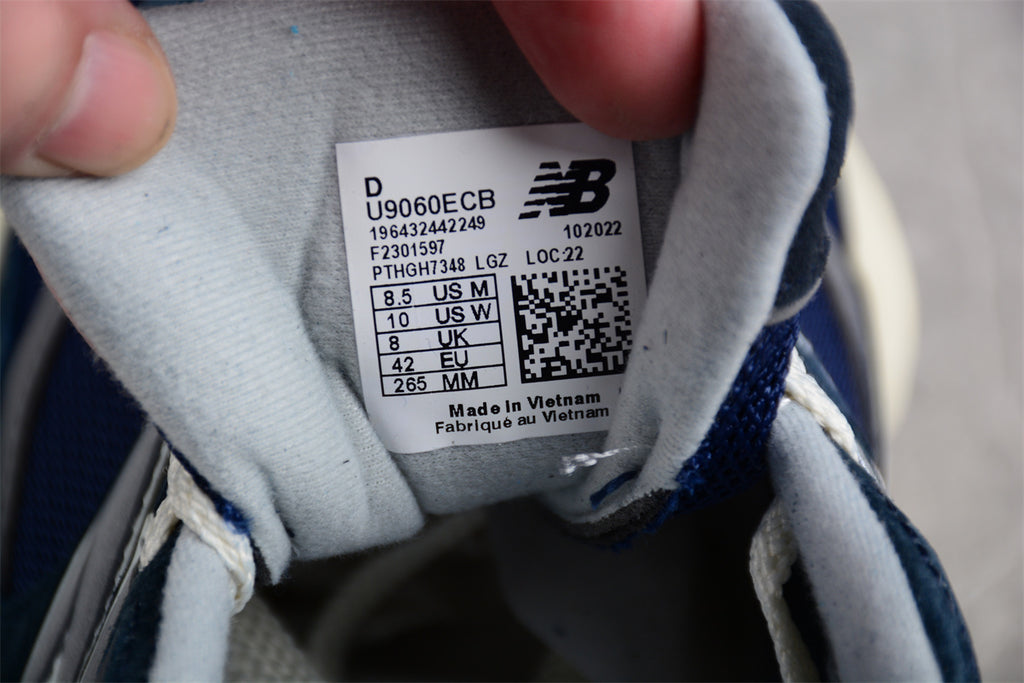 D
U9060ECB
NB
196432442249
102022
F2301597
PTHGH7348 LGZ LOC:22
8.5 US M
10 US W
8 UK
42 EU
265 MM
Made in Vietnam
Fabriqué au Vietnam